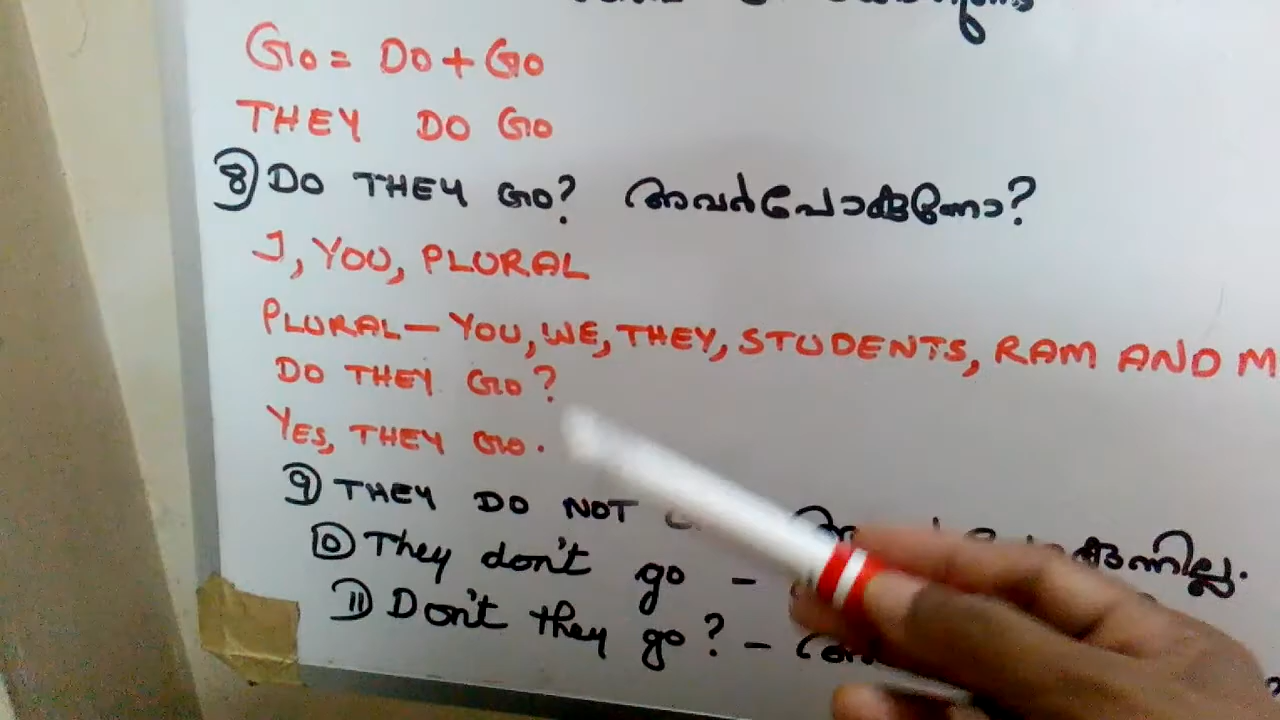 GO = DO + GO
THEY DO GO
⑧ DO THEY GO? അവർപോകുന്നോ?
I, YOU, PLURAL
PLURAL — YOU, WE, THEY, STUDENTS, RAM AND
DO THEY GO?
YES, THEY GO.
⑨ THEY DO NOT
⑩ They don't go -
⑪ Don't they go? -